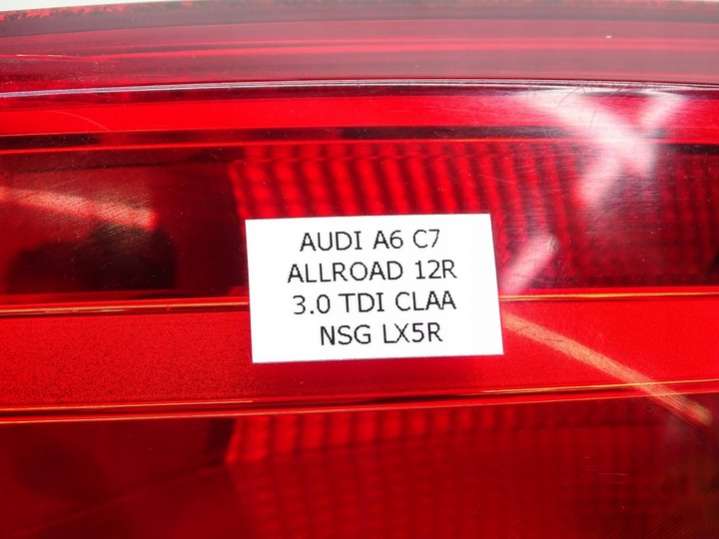 AUDI A6 C7
ALLROAD 12R
3.0 TDI CLAA
NSG LX5R